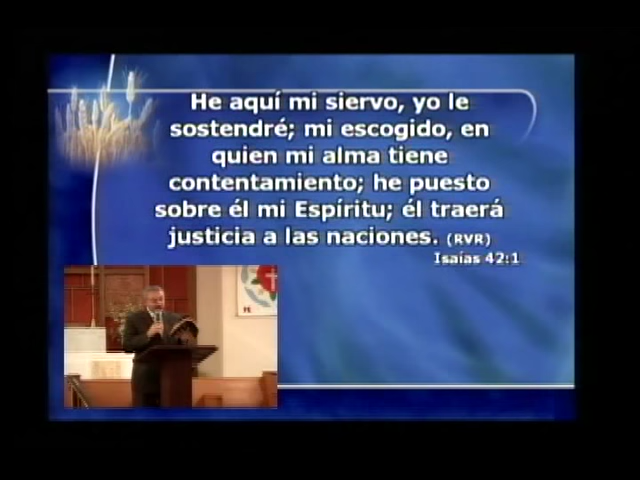 He aquí mi siervo, yo le
sostendré; mi escogido, en
quien mi alma tiene
contentamiento; he puesto
sobre él mi Espíritu; él traerá
justicia a las naciones. (RVR)
Isaías 42:1